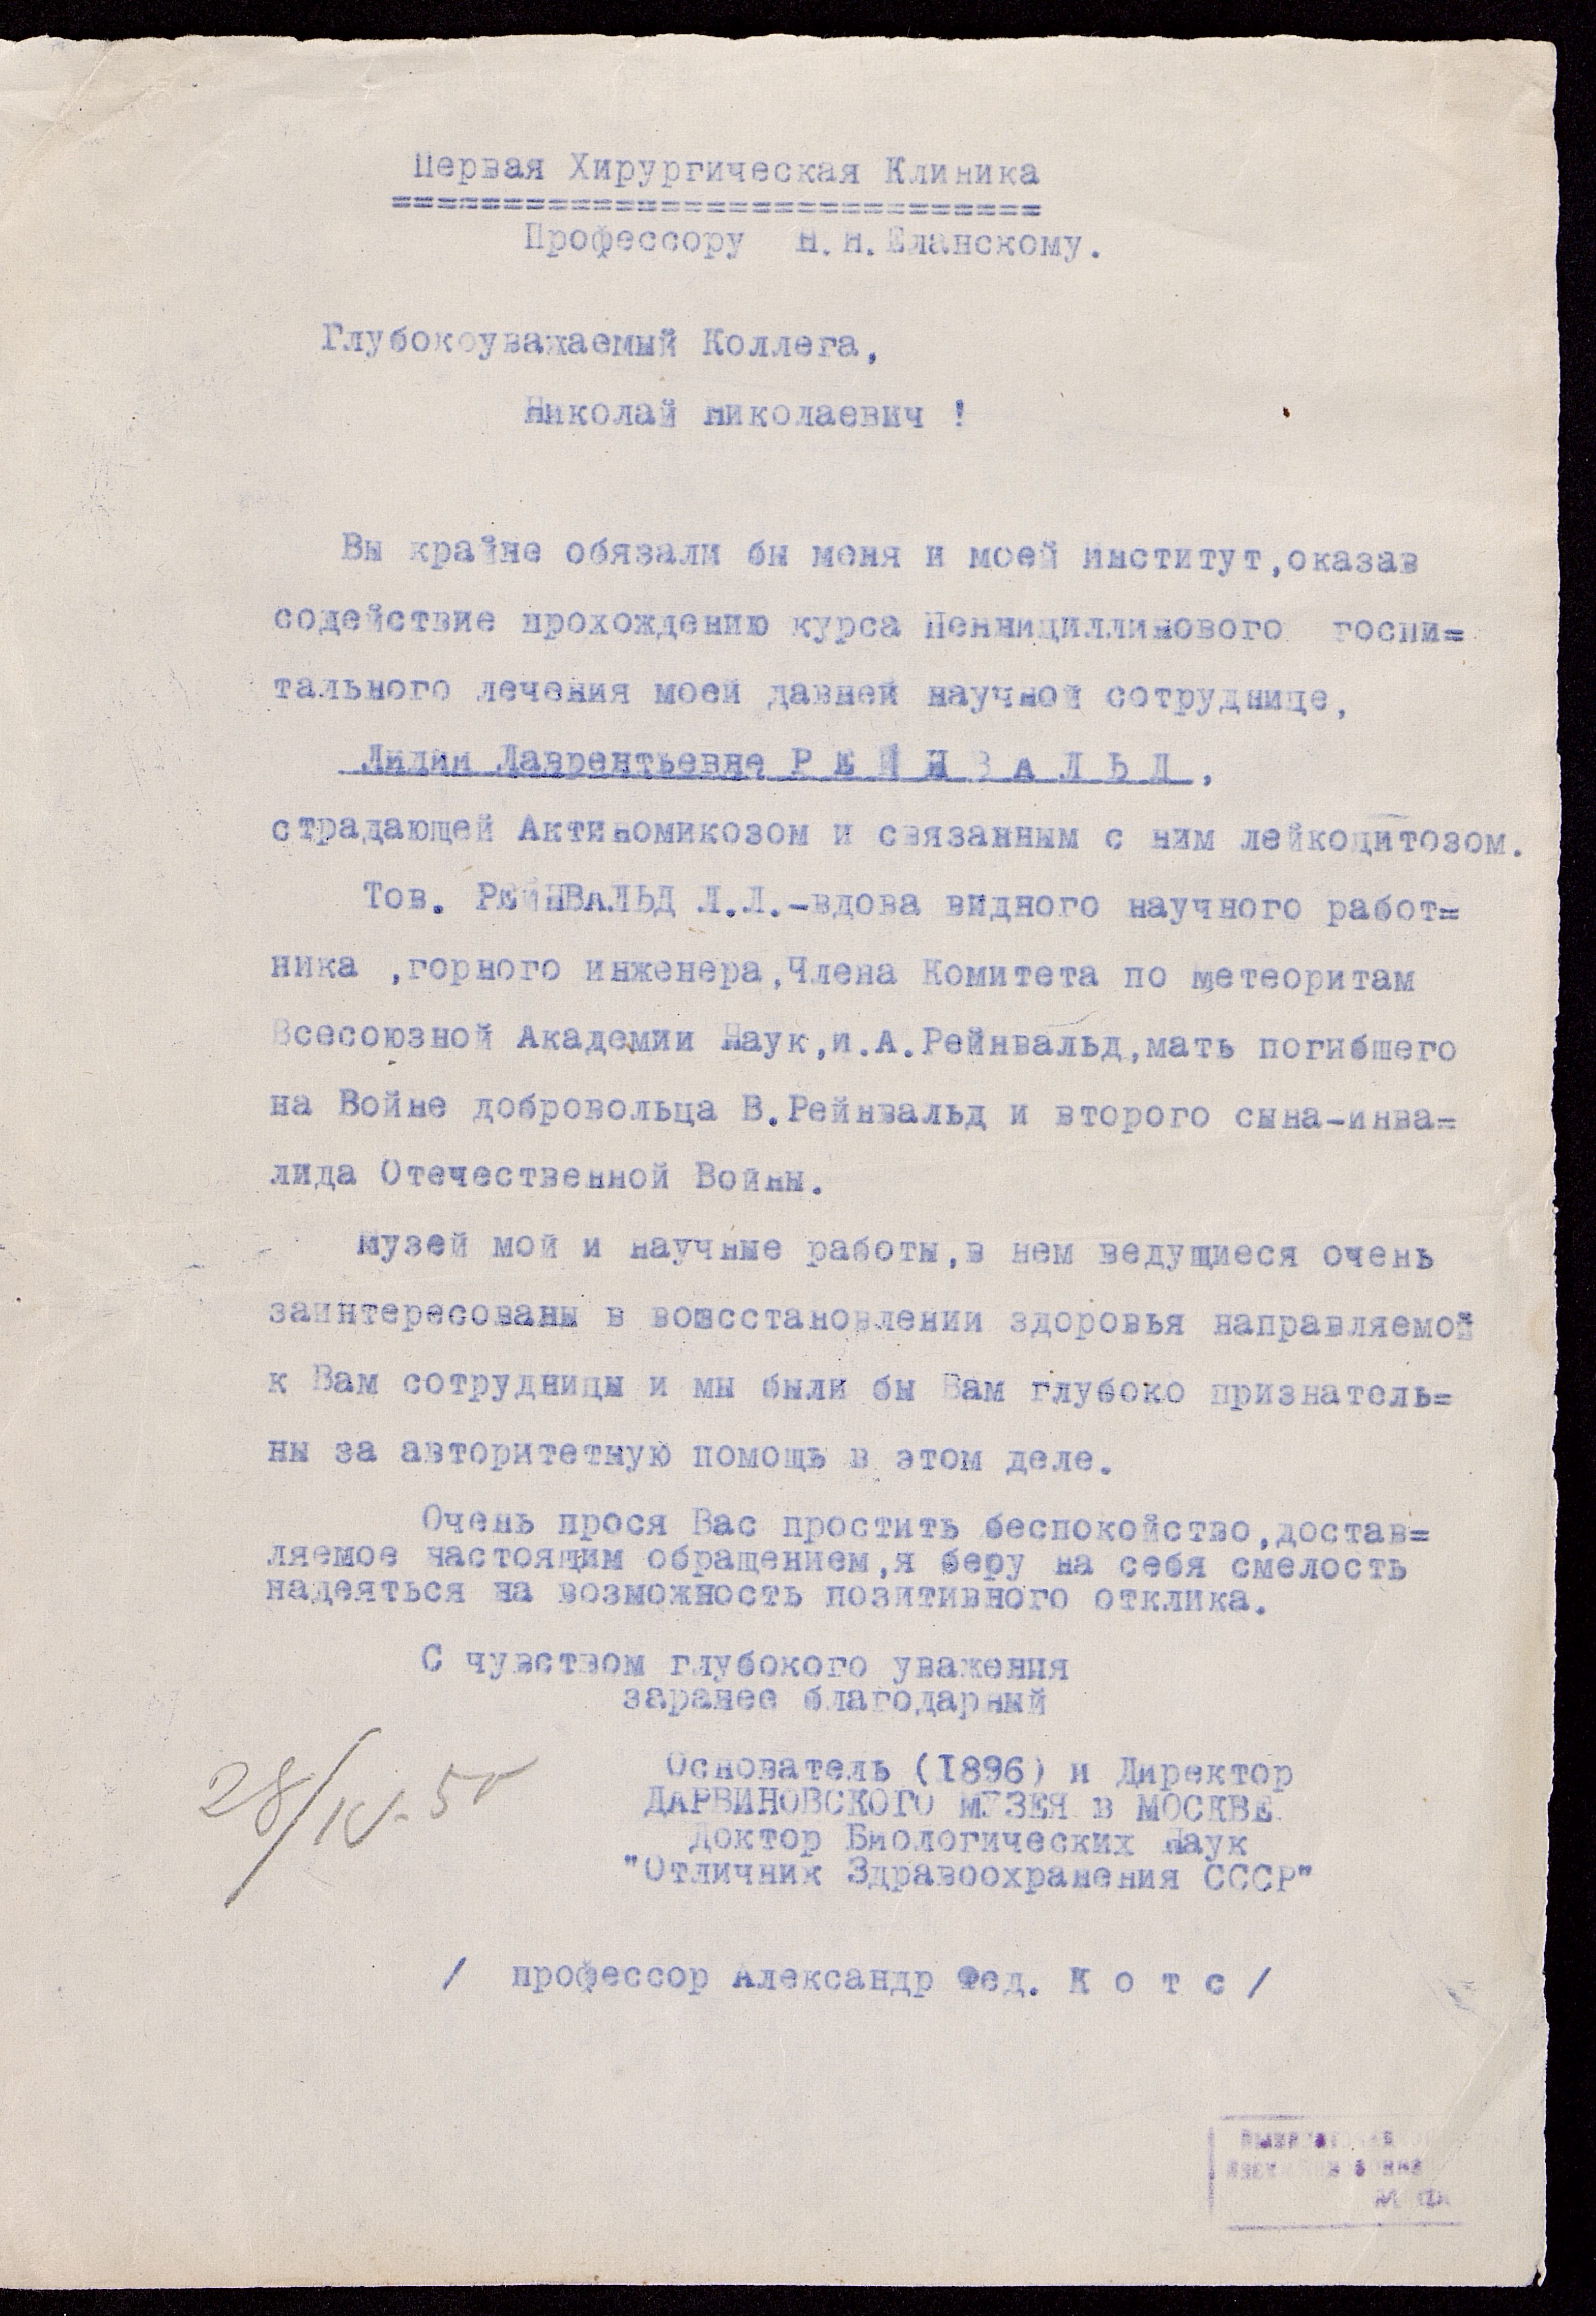 Первая Хирургическая Клиника
=============================
Профессору Н.Н.Еланскому.
Глубокоуважаемый Коллега,
Николай Николаевич !
Вы крайне обязали бы меня и моей Институт,оказав
содействие прохождению курса Пеннициллинового госпи=
тального лечения моей давней научной сотруднице,
Лидии Лаврентьевне Р Е Й Н В А Л Ь Д ,
страдающей Актиномикозом и связанным с ним лейкоцитозом.
Тов. РЕЙНВАЛЬД Л.Л.-вдова видного научного работ=
ника ,горного инженера,Члена Комитета по метеоритам
Всесоюзной Академии Наук,И.А.Рейнвальд,мать погибшего
на Войне добровольца В.Рейнвальд и второго сына-инва=
лида Отечественной Войны.
Музей мой и научные работы,в нем ведущиеся очень
заинтересованы в восстановлении здоровья направляемой
к Вам сотрудницы и мы были бы Вам глубоко признатель=
ны за авторитетную помощь в этом деле.
Очень прося Вас простить беспокойство,достав=
ляемое настоящим обращением,я беру на себя смелость
надеяться на возможность позитивного отклика.
С чувством глубокого уважения
заранее благодарный
Основатель (I896) и Директор
ДАРВИНОВСКОГО МУЗЕЯ в МОСКВЕ
Доктор Биологических Наук
"Отличник Здравоохранения СССР"
28/IV-50
/ профессор Александр Фед. К о т с /